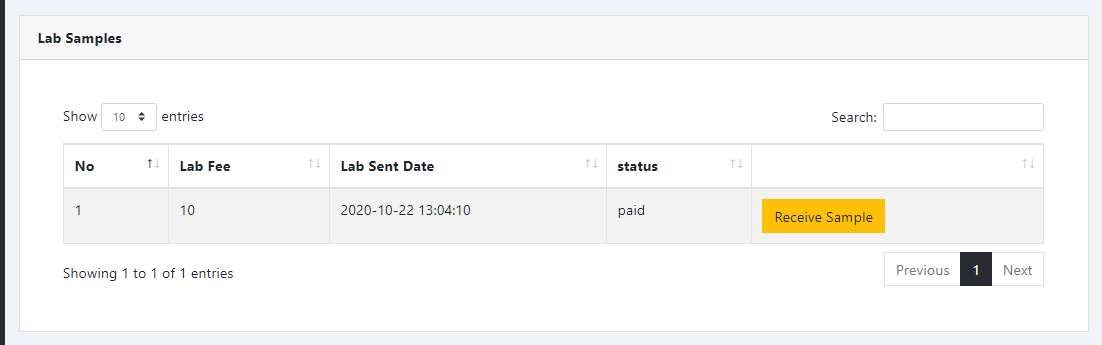 Lab Samples
Show 10 entries Search:
No Lab Fee Lab Sent Date status
1 10 2020-10-22 13:04:10 paid Receive Sample
Showing 1 to 1 of 1 entries Previous 1 Next